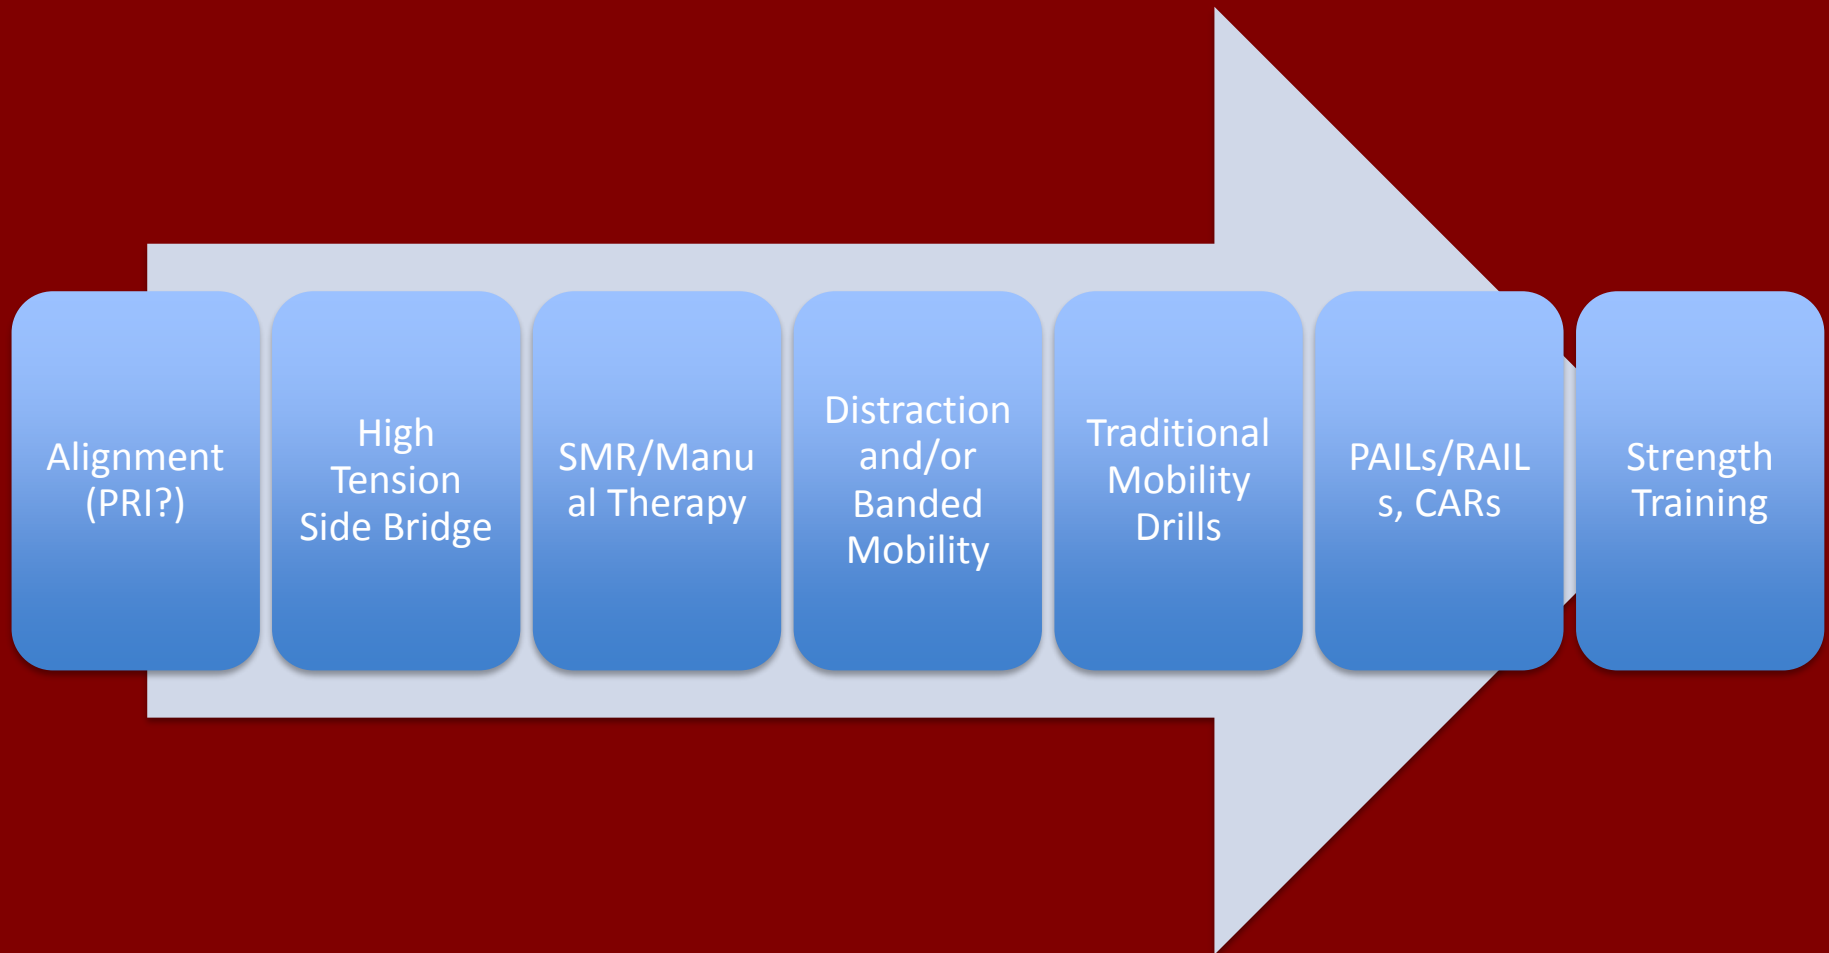 Alignment
(PRI?)
High
Tension
Side Bridge
SMR/Manu
al Therapy
Distraction
and/or
Banded
Mobility
Traditional
Mobility
Drills
PAILs/RAIL
s, CARs
Strength
Training